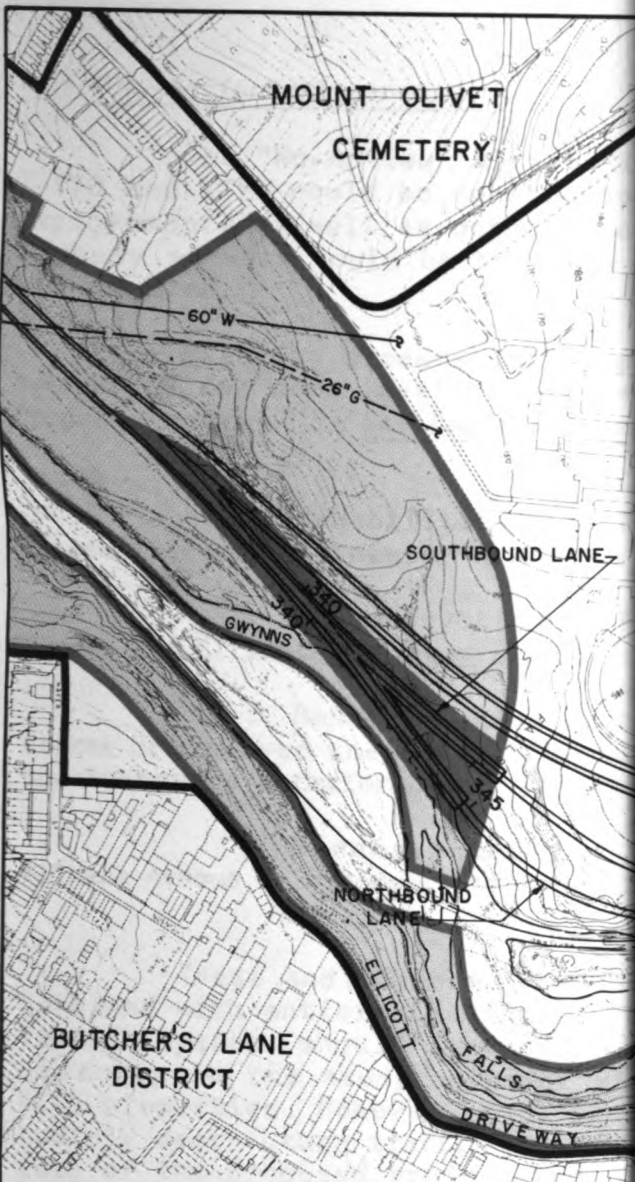 MOUNT OLIVET
CEMETERY
60" W
26" G
SOUTHBOUND LANE
340
340
GWYNNS
345
NORTHBOUND
LANE
ELLICOTT
FALLS
DRIVEWAY
BUTCHER'S LANE
DISTRICT